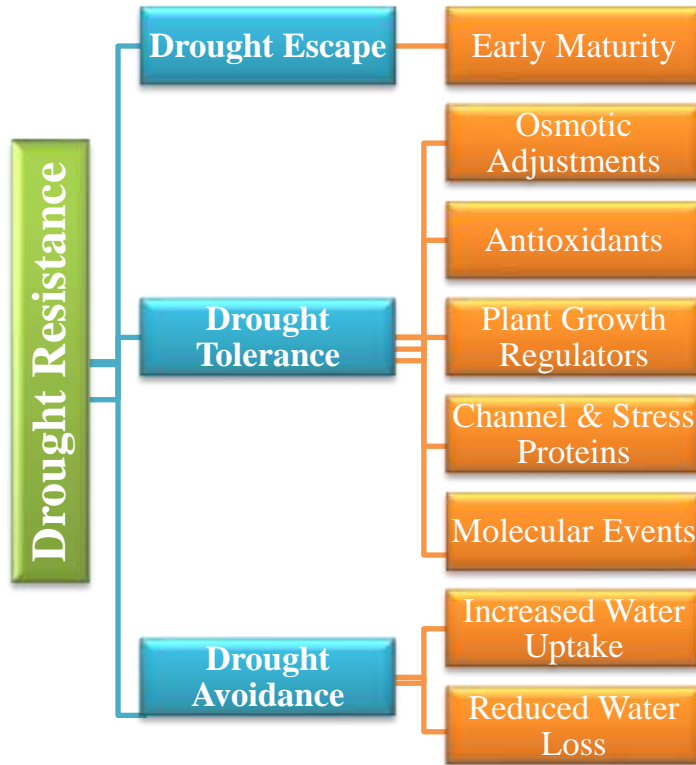 Drought Resistance
Drought Escape
Early Maturity
Drought
Tolerance
Osmotic
Adjustments
Antioxidants
Plant Growth
Regulators
Channel & Stress
Proteins
Molecular Events
Drought
Avoidance
Increased Water
Uptake
Reduced Water
Loss